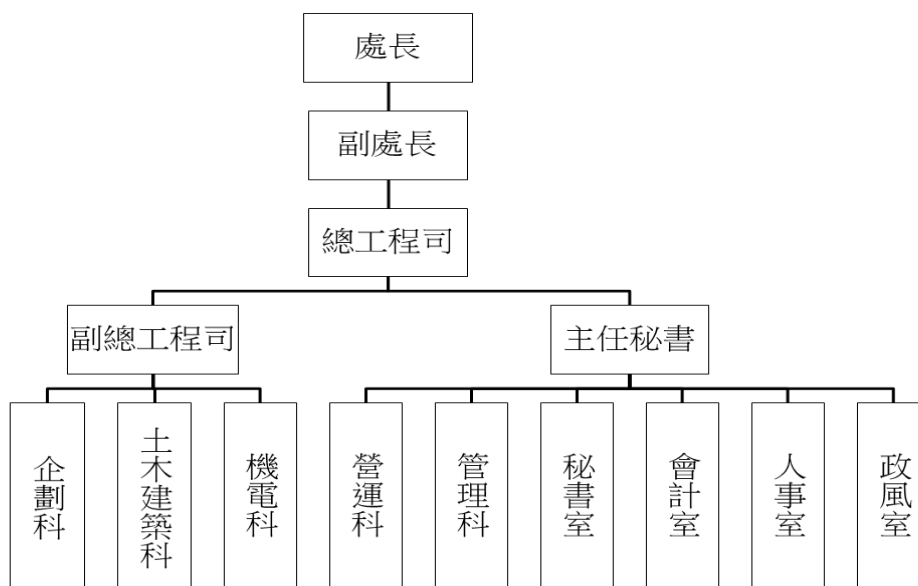 處長
副處長
總工程司
副總工程司
主任秘書
企劃科
土木建築科
機電科
營運科
管理科
秘書室
會計室
人事室
政風室